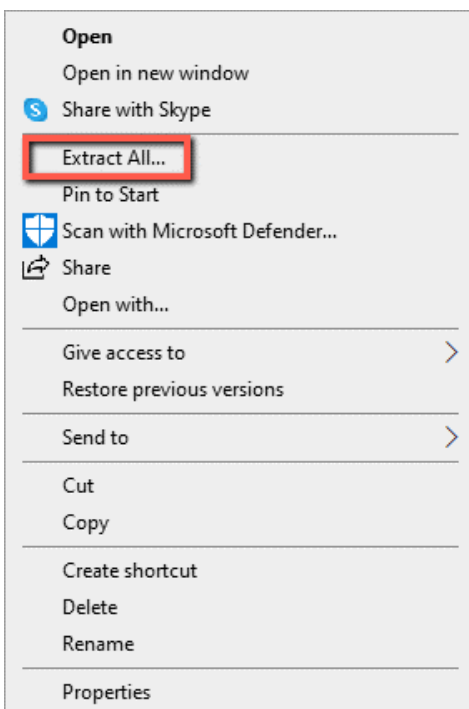 Open
Open in new window
Share with Skype
Extract All...
Pin to Start
Scan with Microsoft Defender...
Share
Open with...
Give access to
Restore previous versions
Send to
Cut
Copy
Create shortcut
Delete
Rename
Properties